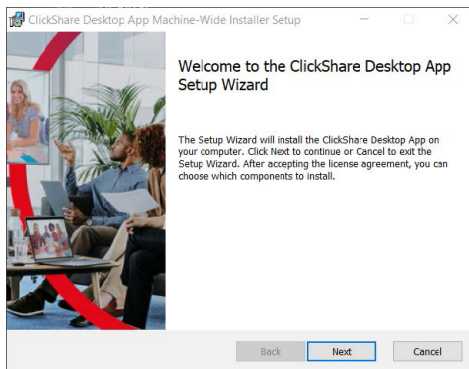 ClickShare Desktop App Machine-Wide Installer Setup
Welcome to the ClickShare Desktop App
Setup Wizard
The Setup Wizard will install the ClickShare Desktop App on
your computer. Click Next to continue or Cancel to exit the
Setup Wizard. After accepting the license agreement, you can
choose which components to install.
Back Next Cancel